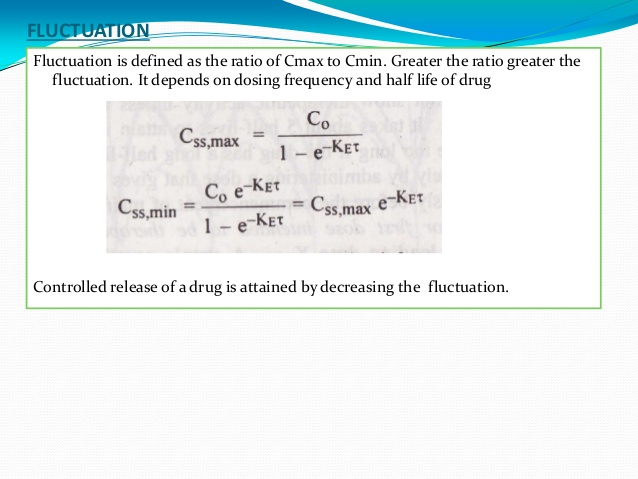 FLUCTUATION
Fluctuation is defined as the ratio of Cmax to Cmin. Greater the ratio greater the
fluctuation. It depends on dosing frequency and half life of drug
Css,max = Co / 1 – e–KEτ
Css,min = Co e–KEτ / 1 – e–KEτ = Css,max e–KEτ
Controlled release of a drug is attained by decreasing the fluctuation.